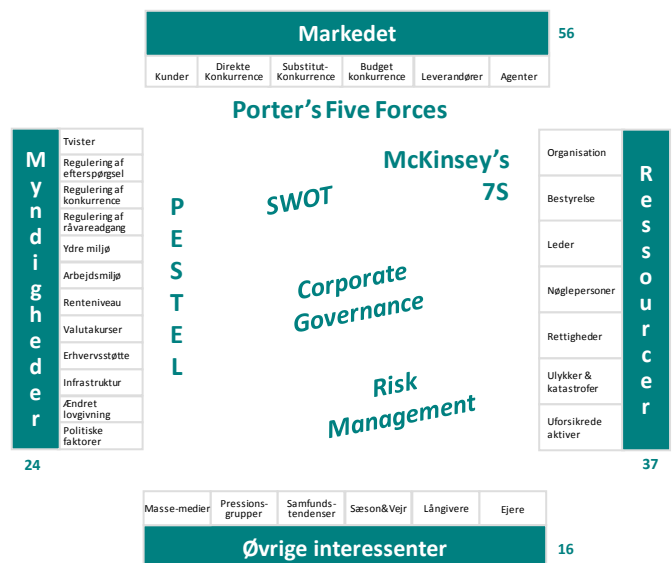 Markedet
56
Kunder
Direkte
Konkurrence
Substitut-
Konkurrence
Budget
konkurrence
Leverandører
Agenter
Porter's Five Forces
Myndigheder
Tvister
Regulering af
efterspørgsel
Regulering af
konkurrence
Regulering af
råvareadgang
Ydre miljø
Arbejdsmiljø
Renteniveau
Valutakurser
Erhvervsstøtte
Infrastruktur
Ændret
lovgivning
Politiske
faktorer
24
PESTEL
SWOT
McKinsey's
7S
Corporate
Governance
Risk
Management
Organisation
Bestyrelse
Leder
Nøglepersoner
Rettigheder
Ulykker &
katastrofer
Uforsikrede
aktiver
Ressourcer
37
Masse-medier
Pressions-
grupper
Samfunds-
tendenser
Sæson&Vejr
Långivere
Ejere
Øvrige interessenter
16